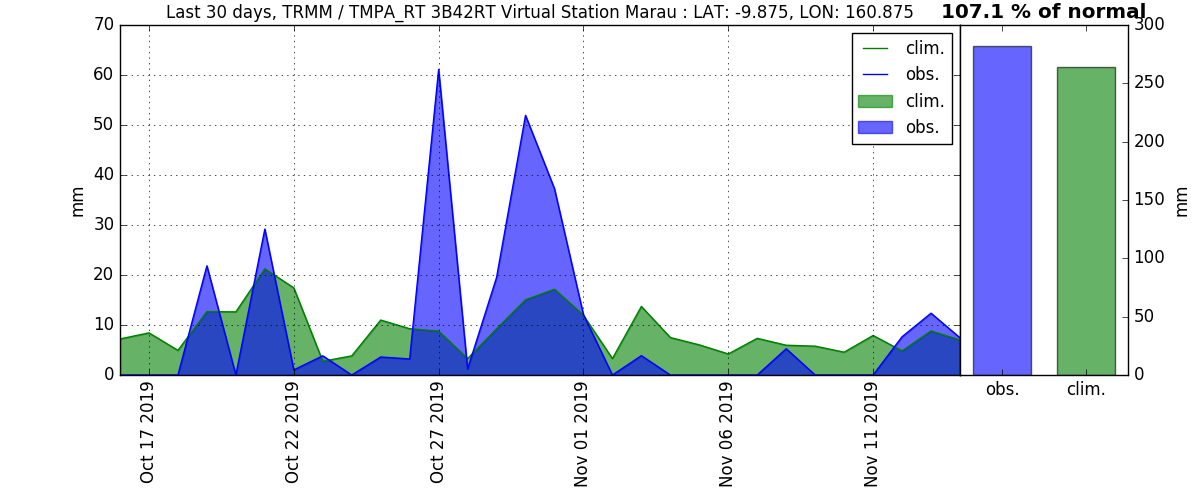 Last 30 days, TRMM / TMPA_RT 3B42RT Virtual Station Marau : LAT: -9.875, LON: 160.875
107.1 % of normal
70
60
50
40
30
20
10
0
mm
clim.
obs.
clim.
obs.
Oct 17 2019
Oct 22 2019
Oct 27 2019
Nov 01 2019
Nov 06 2019
Nov 11 2019
300
250
200
150
100
50
0
mm
obs.
clim.